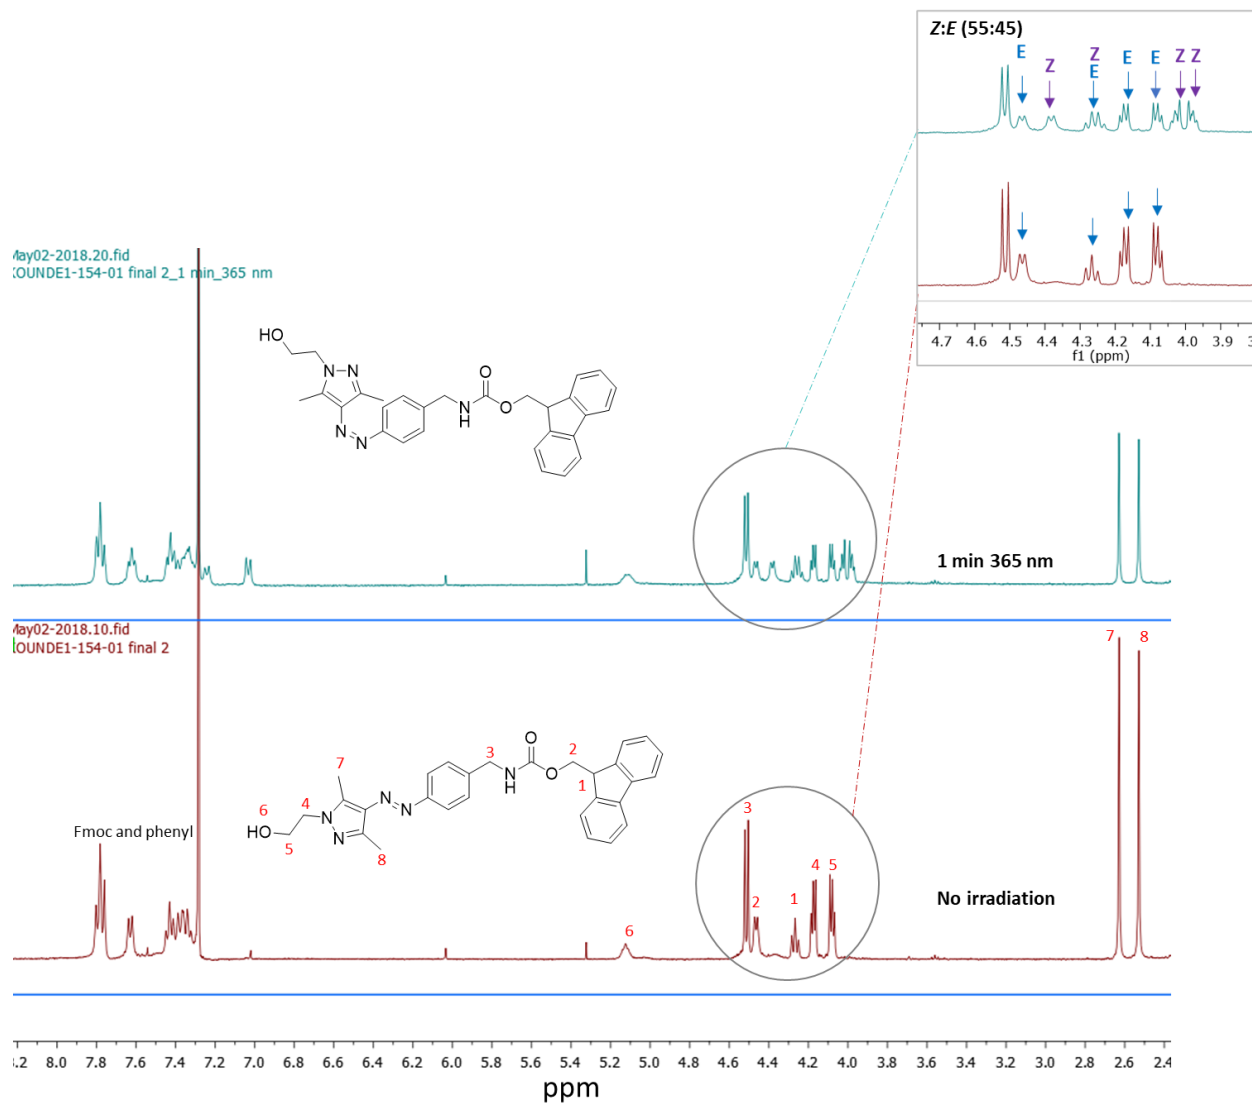 Z:E (55:45)
E Z Z E E E Z Z
4.7 4.6 4.5 4.4 4.3 4.2 4.1 4.0 3.9 3
f1 (ppm)
May02-2018.20.fid
KOUNDE1-154-01 final 2_1 min_365 nm
HO
N N
N N
N
H
O
O
1 min 365 nm
May02-2018.10.fid
KOUNDE1-154-01 final 2
7 8
HO
N N
N N
N
H
O
O
1 2 3 4 5 6 7 8
Fmoc and phenyl
3
2 1 4 5
6
No irradiation
8.2 8.0 7.8 7.6 7.4 7.2 7.0 6.8 6.6 6.4 6.2 6.0 5.8 5.6 5.4 5.2 5.0 4.8 4.6 4.4 4.2 4.0 3.8 3.6 3.4 3.2 3.0 2.8 2.6 2.4
ppm